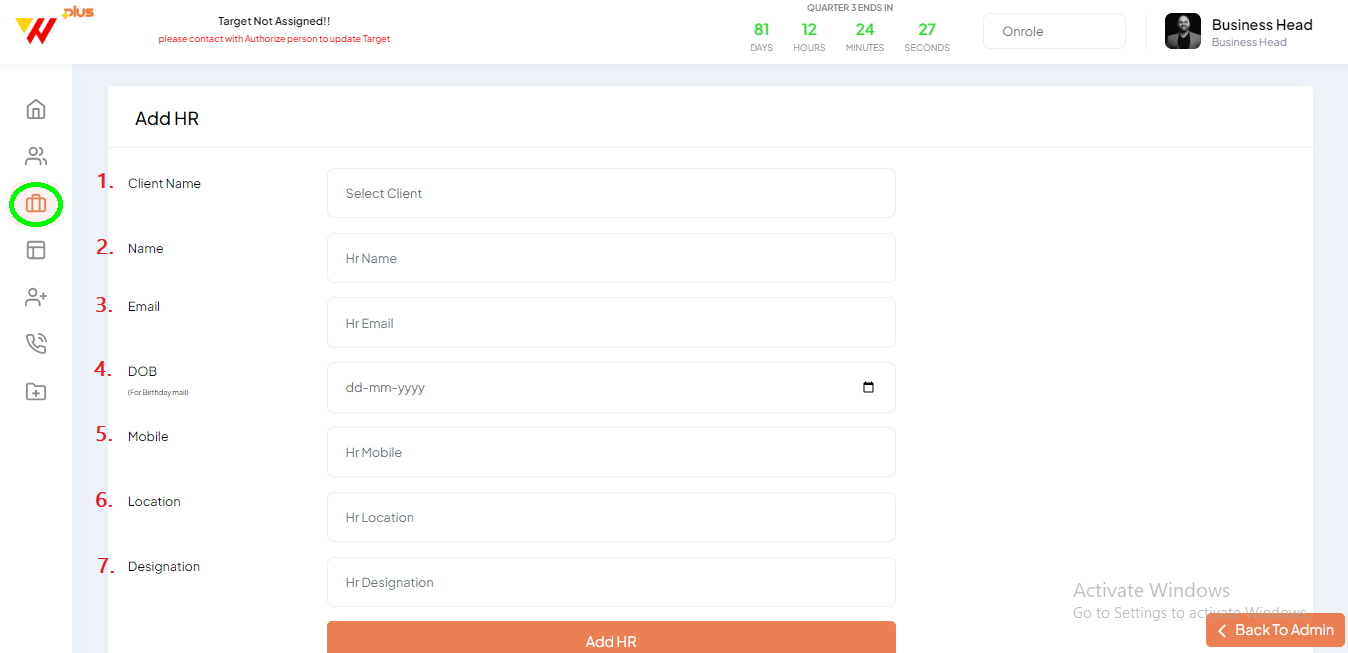 plus
Target Not Assigned!!
please contact with Authorize person to update Target
QUARTER 3 ENDS IN
81 12 24 27
DAYS HOURS MINUTES SECONDS
Onrole
Business Head
Business Head
Add HR
1. Client Name
Select Client
2. Name
Hr Name
3. Email
Hr Email
4. DOB
(For Birthday mail)
dd-mm-yyyy
5. Mobile
Hr Mobile
6. Location
Hr Location
7. Designation
Hr Designation
Add HR
Activate Windows
Go to Settings to activate Windows.
Back To Admin